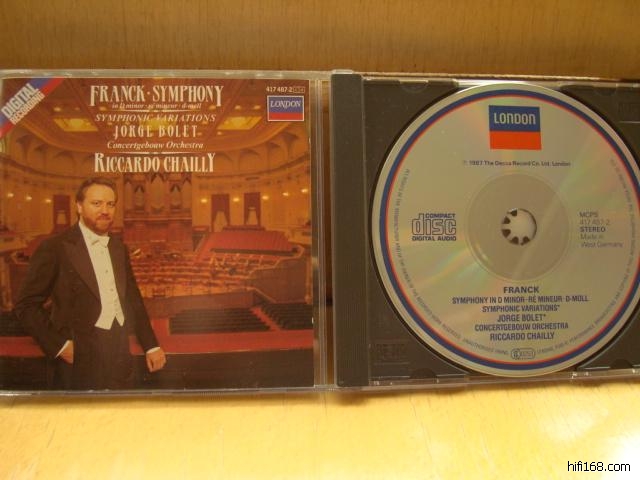 DIGITAL
RECORDING
FRANCK·SYMPHONY
in D minor·ré mineur·d-moll
SYMPHONIC VARIATIONS
JORGE BOLET
Concertgebouw Orchestra
RICCARDO CHAILLY
417 487-2
LONDON
LONDON
℗ 1987 The Decca Record Co. Ltd. London
COMPACT
disc
DIGITAL AUDIO
MCPS
417 487-2
STEREO
Made in
West Germany
FRANCK
SYMPHONY IN D MINOR·RÉ MINEUR·D-MOLL
SYMPHONIC VARIATIONS*
JORGE BOLET*
CONCERTGEBOUW ORCHESTRA
RICCARDO CHAILLY
hifi168.com